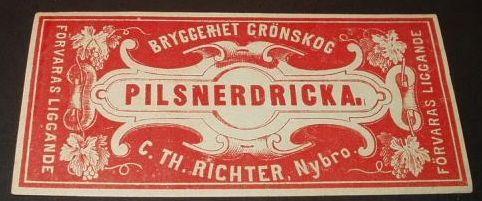 BRYGGERIET GRÖNSKOG
FÖRVARAS LIGGANDE
PILSNERDRICKA.
FÖRVARAS LIGGANDE
C. TH. RICHTER, Nybro.